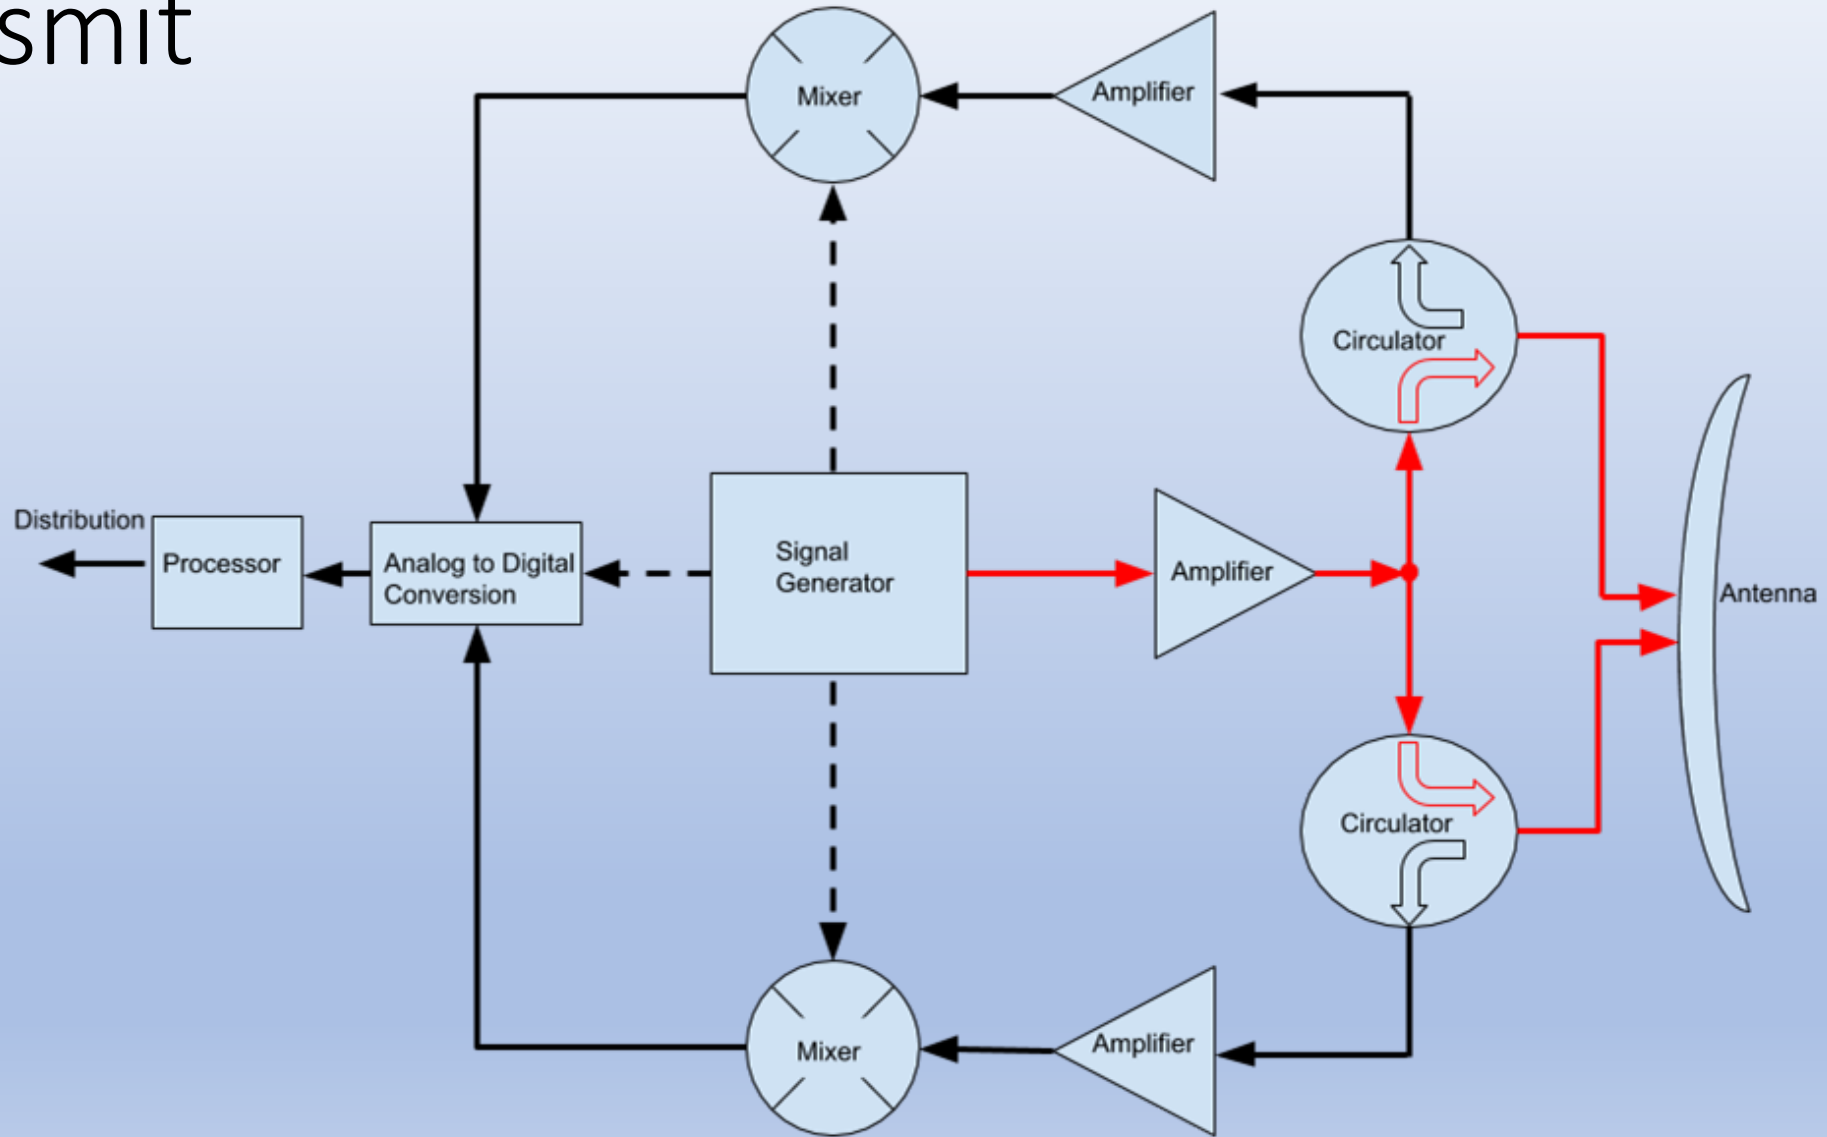 smit
Mixer
Amplifier
Circulator
Distribution
Processor
Analog to Digital
Conversion
Signal
Generator
Amplifier
Antenna
Circulator
Mixer
Amplifier